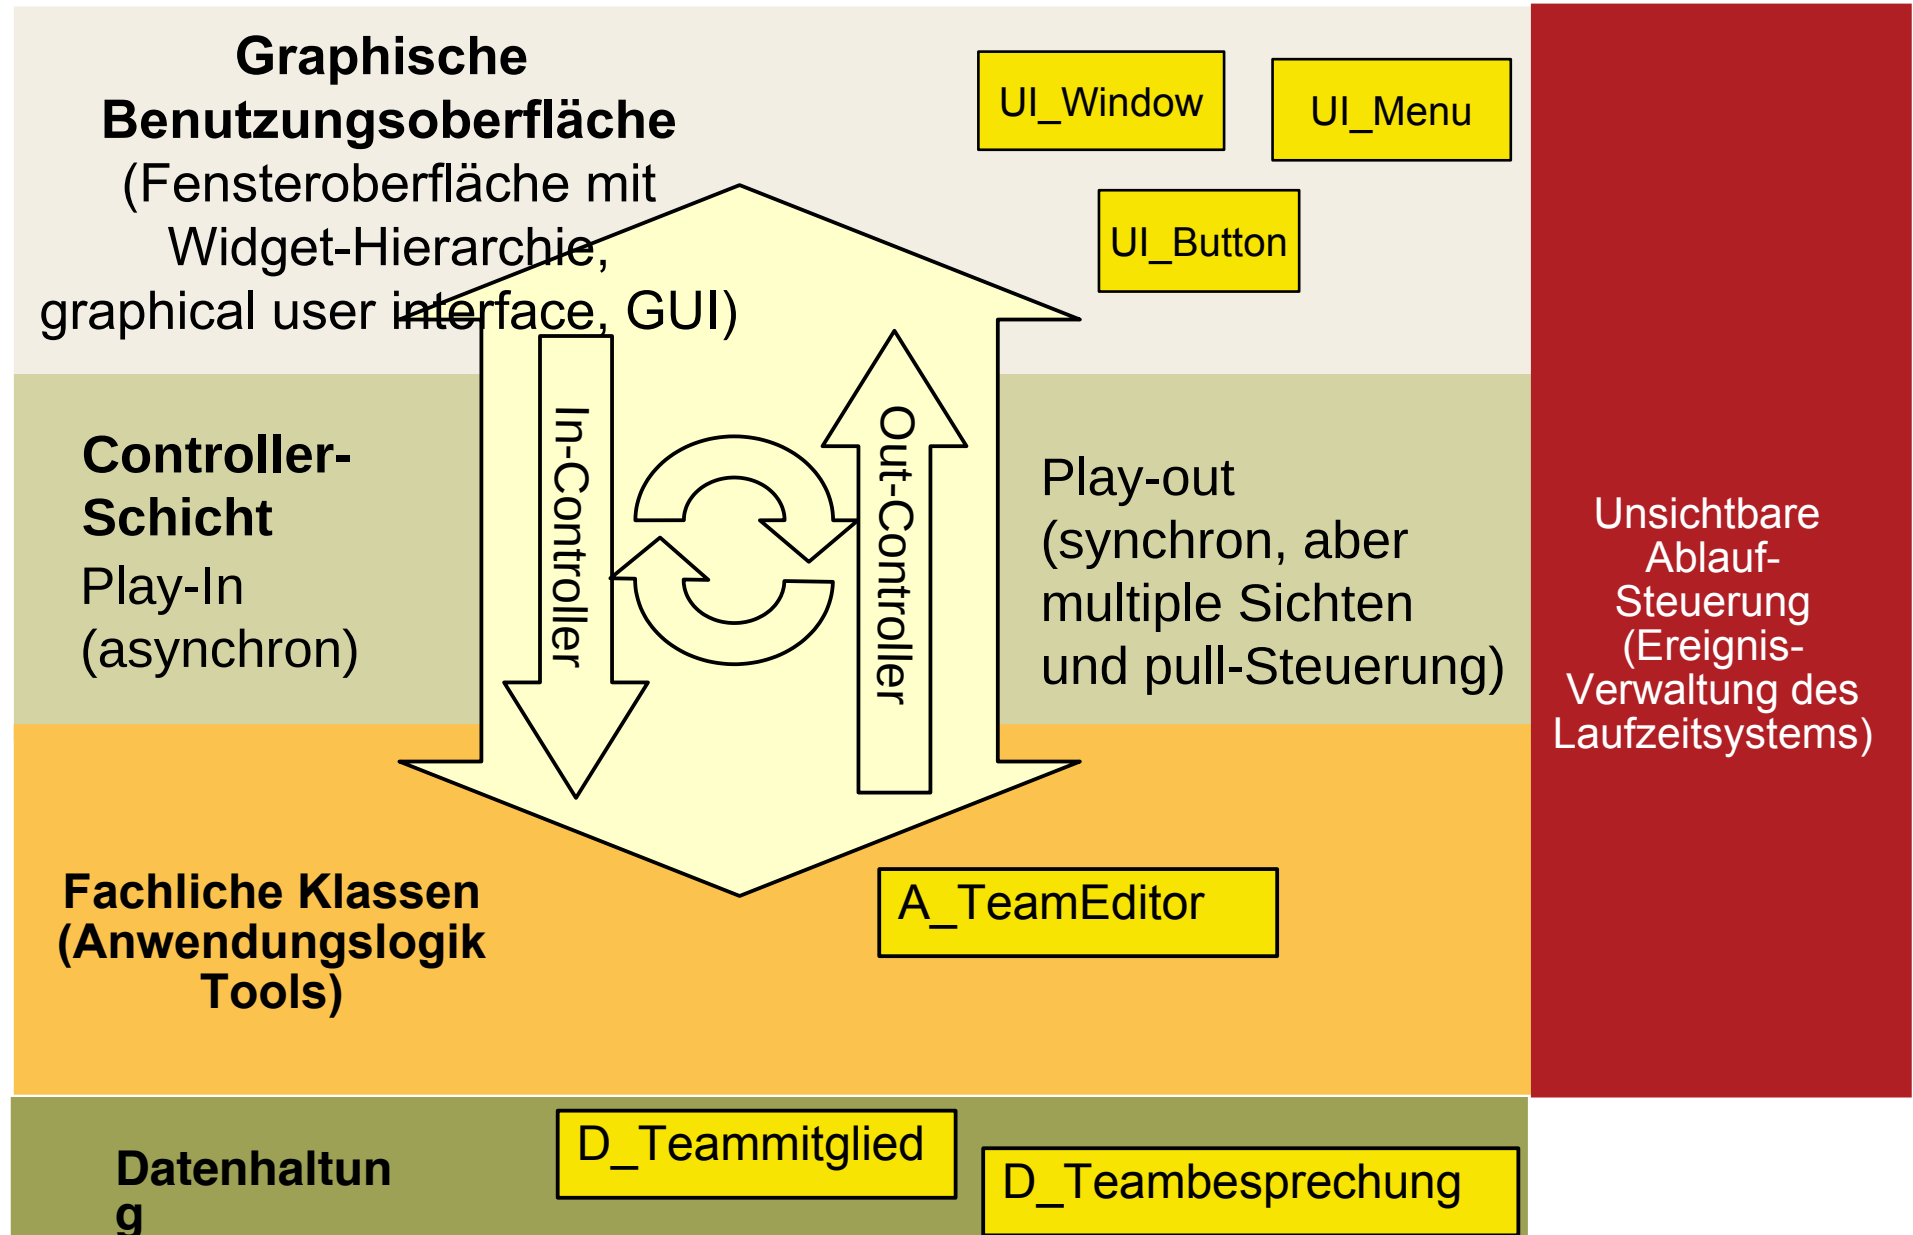 Graphische
Benutzungsoberfläche
(Fensteroberfläche mit
Widget-Hierarchie,
graphical user interface, GUI)
UI_Window
UI_Menu
UI_Button
Controller-
Schicht
Play-In
(asynchron)
In-Controller
Out-Controller
Play-out
(synchron, aber
multiple Sichten
und pull-Steuerung)
Unsichtbare
Ablauf-
Steuerung
(Ereignis-
Verwaltung des
Laufzeitsystems)
Fachliche Klassen
(Anwendungslogik
Tools)
A_TeamEditor
Datenhaltun
g
D_Teammitglied
D_Teambesprechung